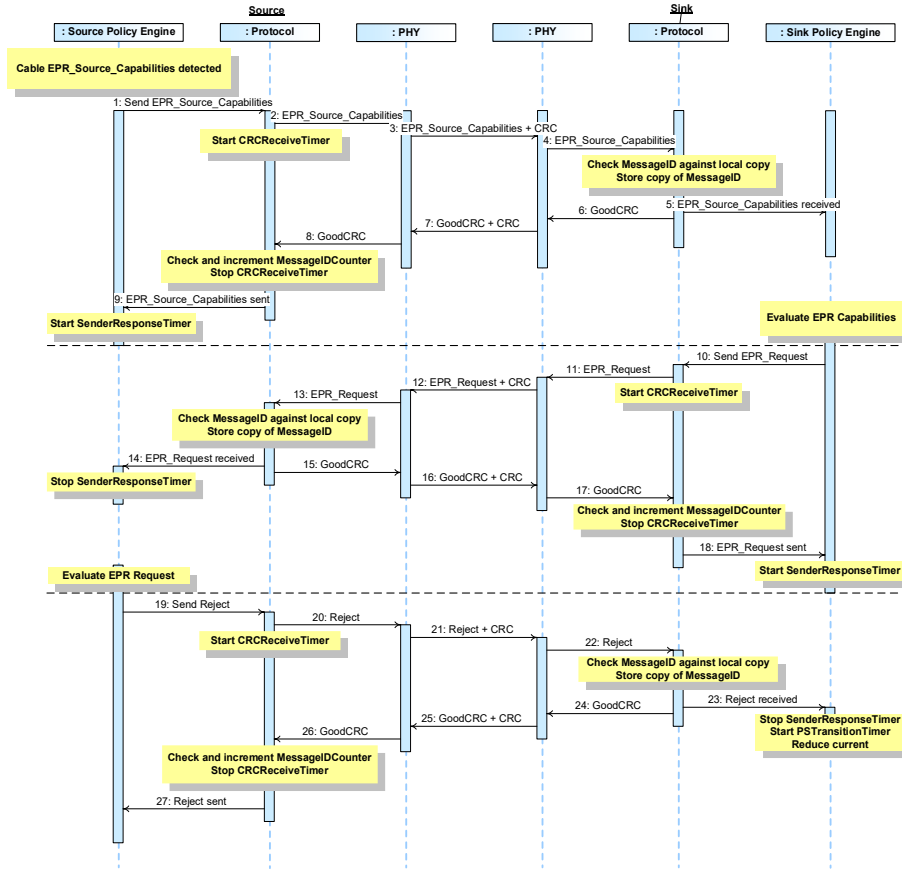 Source
Sink
: Source Policy Engine
: Protocol
: PHY
: PHY
: Protocol
: Sink Policy Engine
Cable EPR_Source_Capabilities detected
1: Send EPR_Source_Capabilities
2: EPR_Source_Capabilities
Start CRCReceiveTimer
3: EPR_Source_Capabilities + CRC
4: EPR_Source_Capabilities
Check MessageID against local copy
Store copy of MessageID
5: EPR_Source_Capabilities received
6: GoodCRC
7: GoodCRC + CRC
8: GoodCRC
Check and increment MessageIDCounter
Stop CRCReceiveTimer
9: EPR_Source_Capabilities sent
Start SenderResponseTimer
Evaluate EPR Capabilities
10: Send EPR_Request
11: EPR_Request
Start CRCReceiveTimer
12: EPR_Request + CRC
13: EPR_Request
Check MessageID against local copy
Store copy of MessageID
14: EPR_Request received
15: GoodCRC
Stop SenderResponseTimer
16: GoodCRC + CRC
17: GoodCRC
Check and increment MessageIDCounter
Stop CRCReceiveTimer
18: EPR_Request sent
Start SenderResponseTimer
Evaluate EPR Request
19: Send Reject
20: Reject
Start CRCReceiveTimer
21: Reject + CRC
22: Reject
Check MessageID against local copy
Store copy of MessageID
23: Reject received
24: GoodCRC
Stop SenderResponseTimer
Start PSTransitionTimer
Reduce current
25: GoodCRC + CRC
26: GoodCRC
Check and increment MessageIDCounter
Stop CRCReceiveTimer
27: Reject sent